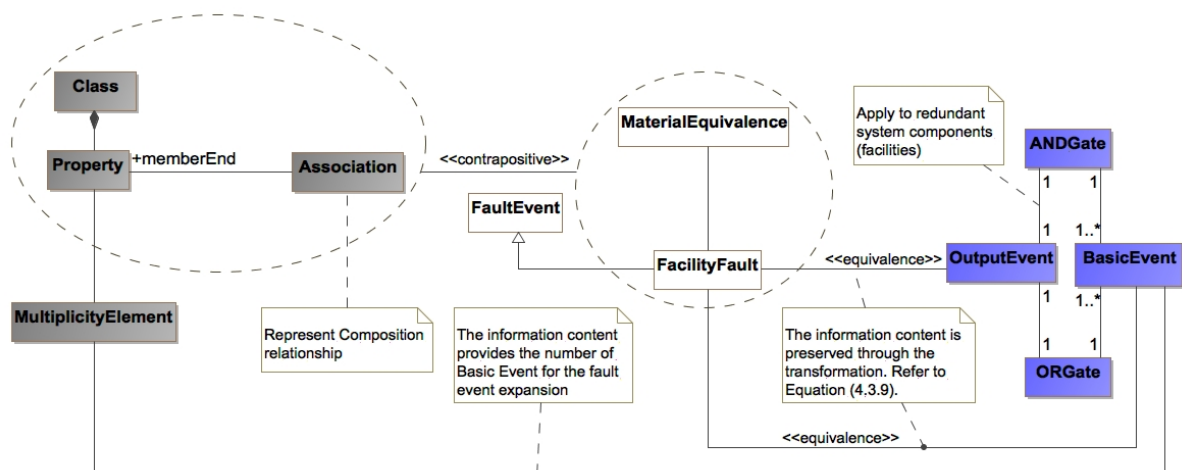 Class
Property
+memberEnd
Association
<<contrapositive>>
MaterialEquivalence
FaultEvent
FacilityFault
<<equivalence>>
Apply to redundant
system components
(facilities)
ANDGate
1
1
1
1..*
OutputEvent
BasicEvent
1
1..*
1
1
ORGate
MultiplicityElement
Represent Composition
relationship
The information content
provides the number of
Basic Event for the fault
event expansion
The information content is
preserved through the
transformation. Refer to
Equation (4.3.9).
<<equivalence>>